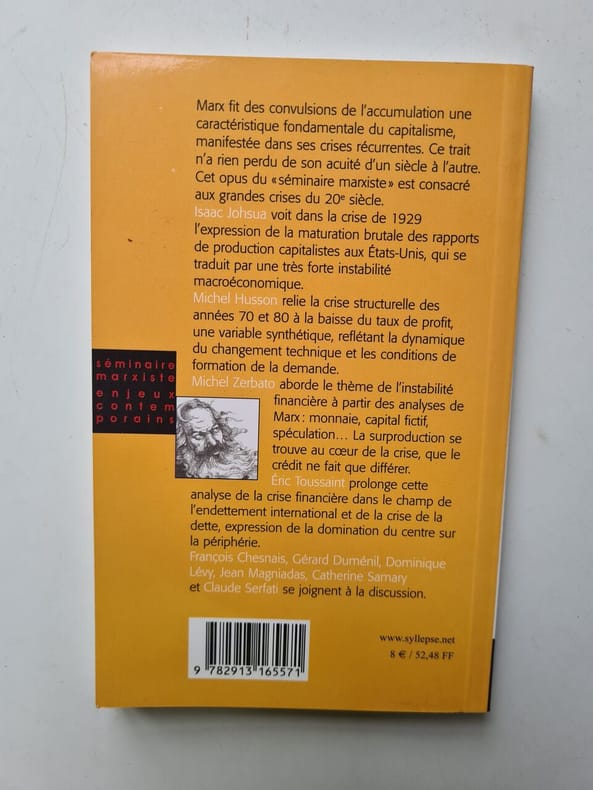 Marx fit des convulsions de l'accumulation une
caractéristique fondamentale du capitalisme,
manifestée dans ses crises récurrentes. Ce trait
n'a rien perdu de son acuité d'un siècle à l'autre.
Cet opus du «séminaire marxiste» est consacré
aux grandes crises du 20e siècle.
Isaac Johsua voit dans la crise de 1929
l'expression de la maturation brutale des rapports
de production capitalistes aux États-Unis, qui se
traduit par une très forte instabilité
macroéconomique.
Michel Husson relie la crise structurelle des
années 70 et 80 à la baisse du taux de profit,
une variable synthétique, reflétant la dynamique
du changement technique et les conditions de
formation de la demande.
Michel Zerbato aborde le thème de l'instabilité
financière à partir des analyses de
Marx : monnaie, capital fictif,
spéculation... La surproduction se
trouve au cœur de la crise, que le
crédit ne fait que différer.
Éric Toussaint prolonge cette
analyse de la crise financière dans le champ de
l'endettement international et de la crise de la
dette, expression de la domination du centre sur
la périphérie.
François Chesnais, Gérard Duménil, Dominique
Lévy, Jean Magniadas, Catherine Samary
et Claude Serfati se joignent à la discussion.
séminaire
marxiste
enjeux
contem
porains
www.syllepse.net
8 € / 52,48 FF
9 782913 165571